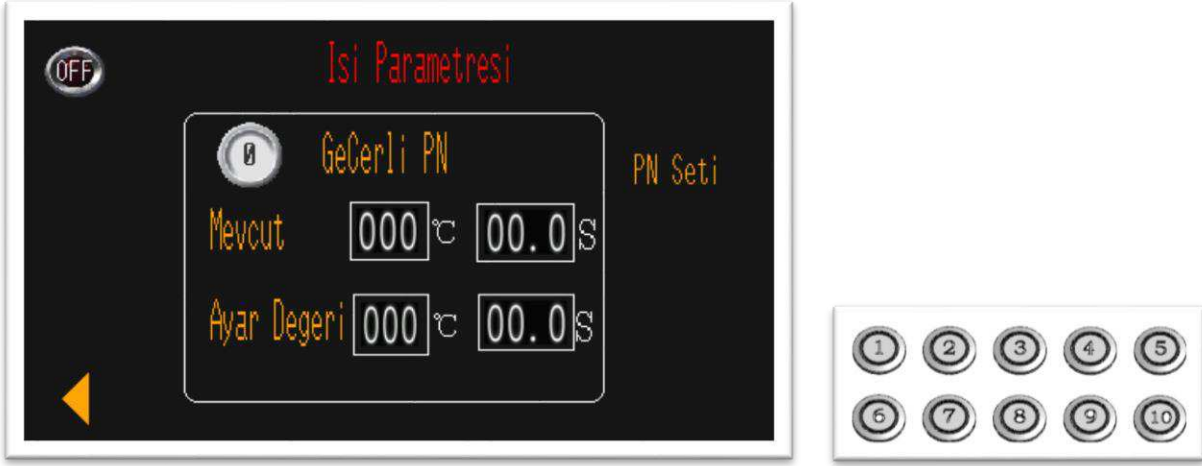 OFF
Isi Parametresi
0 GeCerli PN
PN Seti
Mevcut 000 ℃ 00.0 S
Ayar Degeri 000 ℃ 00.0 S
1 2 3 4 5
6 7 8 9 10